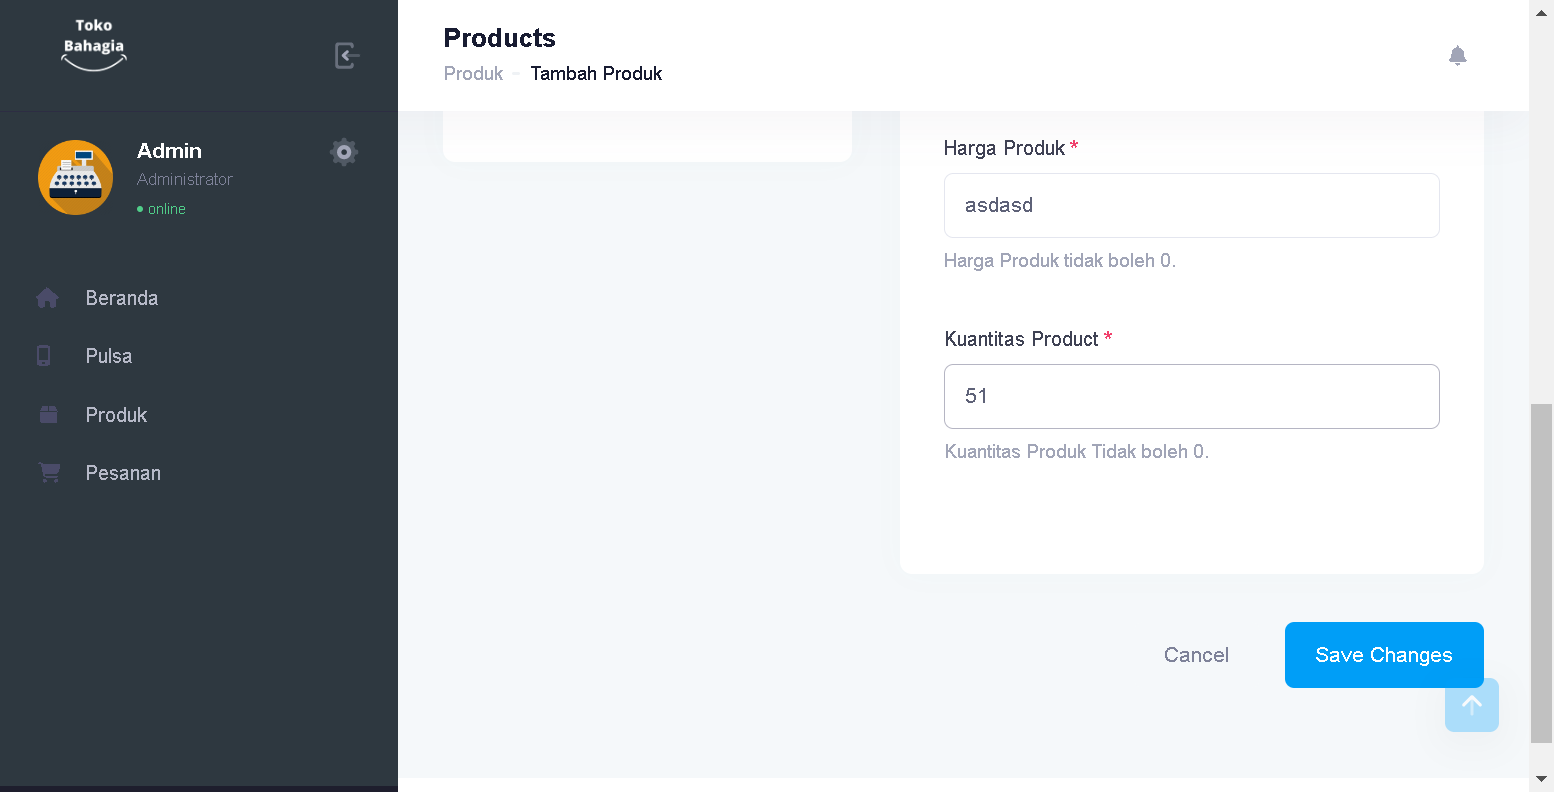 Toko
Bahagia
Admin
Administrator
online
Beranda
Pulsa
Produk
Pesanan
Products
Produk - Tambah Produk
Harga Produk *
asdasd
Harga Produk tidak boleh 0.
Kuantitas Product *
51
Kuantitas Produk Tidak boleh 0.
Cancel
Save Changes